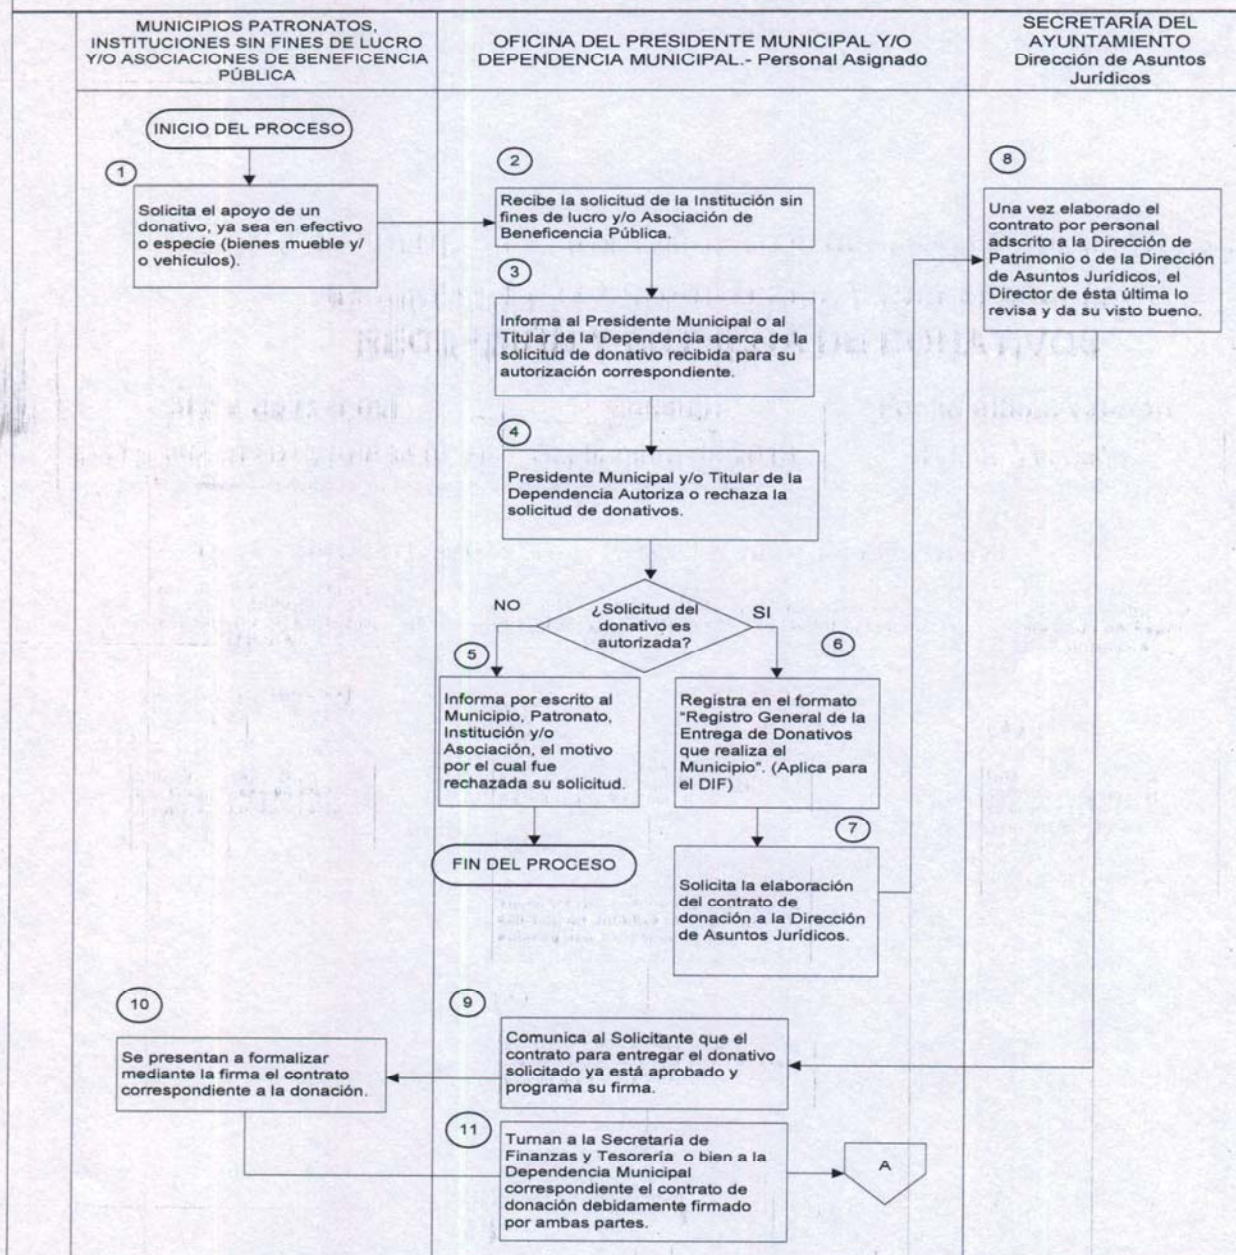 MUNICIPIOS PATRONATOS,
INSTITUCIONES SIN FINES DE LUCRO
Y/O ASOCIACIONES DE BENEFICENCIA
PÚBLICA
OFICINA DEL PRESIDENTE MUNICIPAL Y/O
DEPENDENCIA MUNICIPAL.- Personal Asignado
SECRETARÍA DEL
AYUNTAMIENTO
Dirección de Asuntos
Jurídicos
INICIO DEL PROCESO
1
Solicita el apoyo de un
donativo, ya sea en efectivo
o especie (bienes mueble y/
o vehículos).
2
Recibe la solicitud de la Institución sin
fines de lucro y/o Asociación de
Beneficencia Pública.
3
Informa al Presidente Municipal o al
Titular de la Dependencia acerca de la
solicitud de donativo recibida para su
autorización correspondiente.
4
Presidente Municipal y/o Titular de la
Dependencia Autoriza o rechaza la
solicitud de donativos.
¿Solicitud del
donativo es
autorizada?
NO
SI
5
Informa por escrito al
Municipio, Patronato,
Institución y/o
Asociación, el motivo
por el cual fue
rechazada su solicitud.
FIN DEL PROCESO
6
Registra en el formato
"Registro General de la
Entrega de Donativos
que realiza el
Municipio". (Aplica para
el DIF)
7
Solicita la elaboración
del contrato de
donación a la Dirección
de Asuntos Jurídicos.
8
Una vez elaborado el
contrato por personal
adscrito a la Dirección de
Patrimonio o de la Dirección
de Asuntos Jurídicos, el
Director de ésta última lo
revisa y da su visto bueno.
9
Comunica al Solicitante que el
contrato para entregar el donativo
solicitado ya está aprobado y
programa su firma.
10
Se presentan a formalizar
mediante la firma el contrato
correspondiente a la donación.
11
Turnan a la Secretaría de
Finanzas y Tesorería o bien a la
Dependencia Municipal
correspondiente el contrato de
donación debidamente firmado
por ambas partes.
A